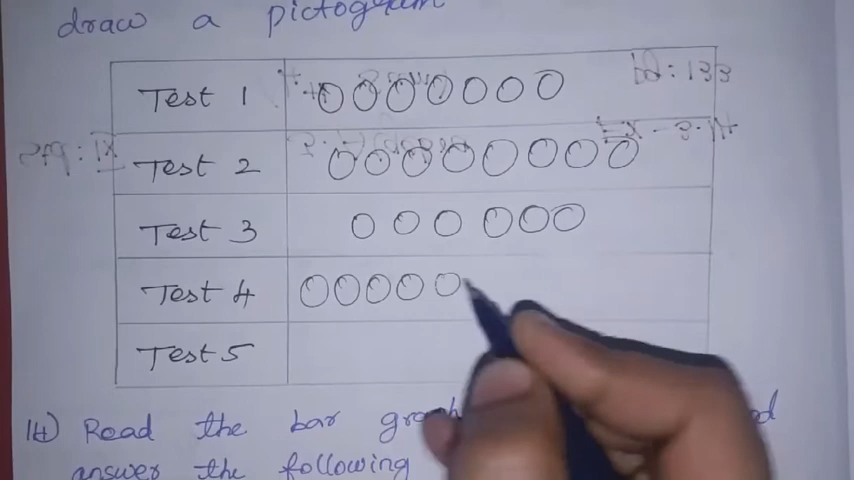 draw a pictogram
Test 1
Test 2
Test 3
Test 4
Test 5
14) Read the bar
answer the following